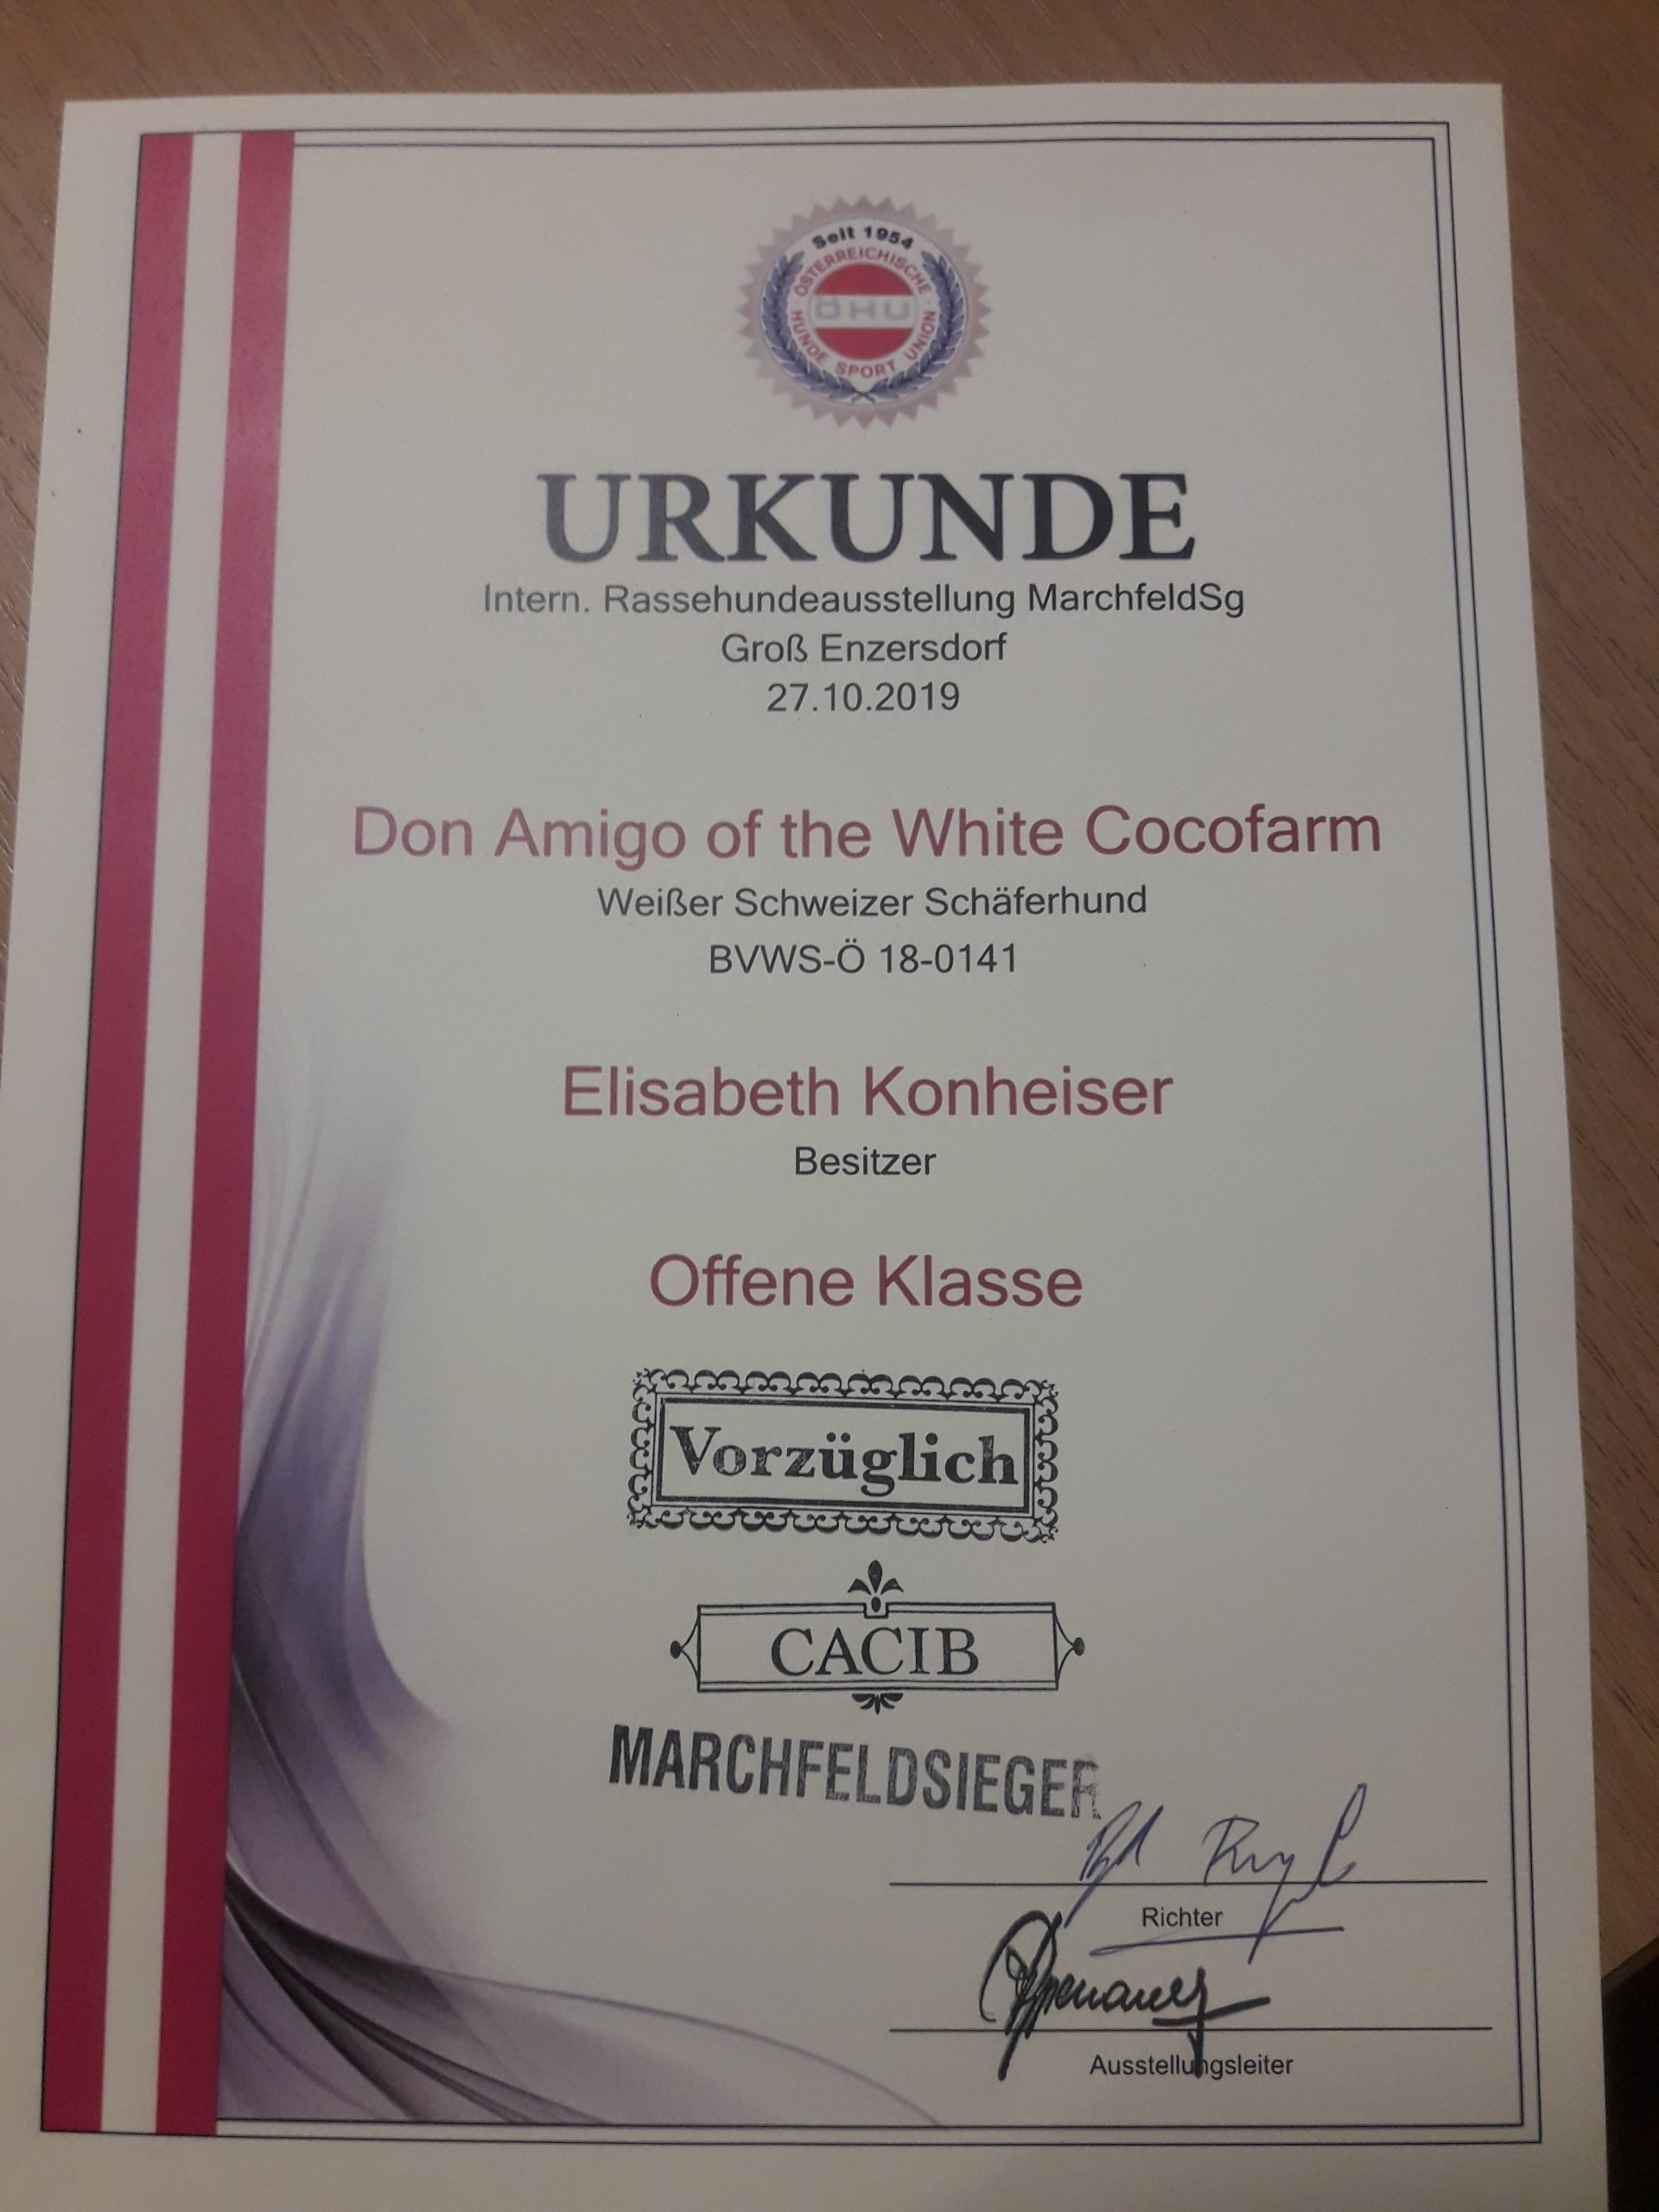 Seit 1954
ÖSTERREICHISCHE
ÖHU
HUNDE SPORT UNION
URKUNDE
Intern. Rassehundeausstellung MarchfeldSg
Groß Enzersdorf
27.10.2019
Don Amigo of the White Cocofarm
Weißer Schweizer Schäferhund
BVWS-Ö 18-0141
Elisabeth Konheiser
Besitzer
Offene Klasse
Vorzüglich
CACIB
MARCHFELDSIEGER
Richter
Ausstellungsleiter